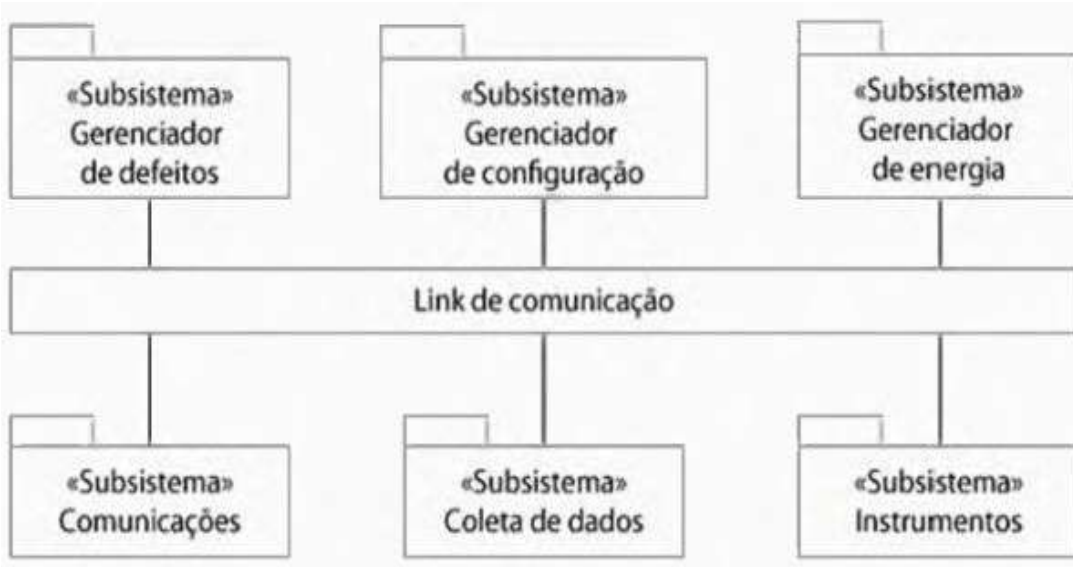 «Subsistema»
Gerenciador
de defeitos
«Subsistema»
Gerenciador
de configuração
«Subsistema»
Gerenciador
de energia
Link de comunicação
«Subsistema»
Comunicações
«Subsistema»
Coleta de dados
«Subsistema»
Instrumentos